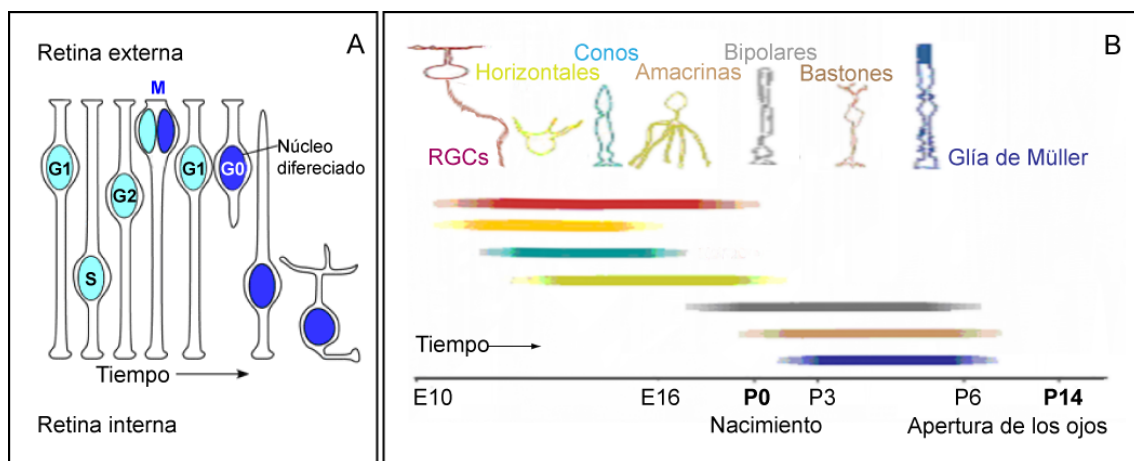 A
Retina externa
M
Núcleo
difereciado
G1
G1
G0
G2
S
Tiempo
Retina interna
B
Conos
Bipolares
Horizontales
Amacrinas
Bastones
RGCs
Glía de Müller
Tiempo
E10
E16
P0
P3
P6
P14
Nacimiento
Apertura de los ojos